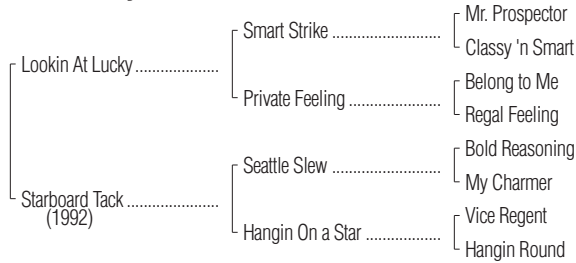 Mr. Prospector
Smart Strike ....................
Classy 'n Smart
Lookin At Lucky ....................
Belong to Me
Private Feeling ....................
Regal Feeling
Bold Reasoning
Seattle Slew ....................
My Charmer
Starboard Tack ....................
(1992)
Vice Regent
Hangin On a Star ....................
Hangin Round